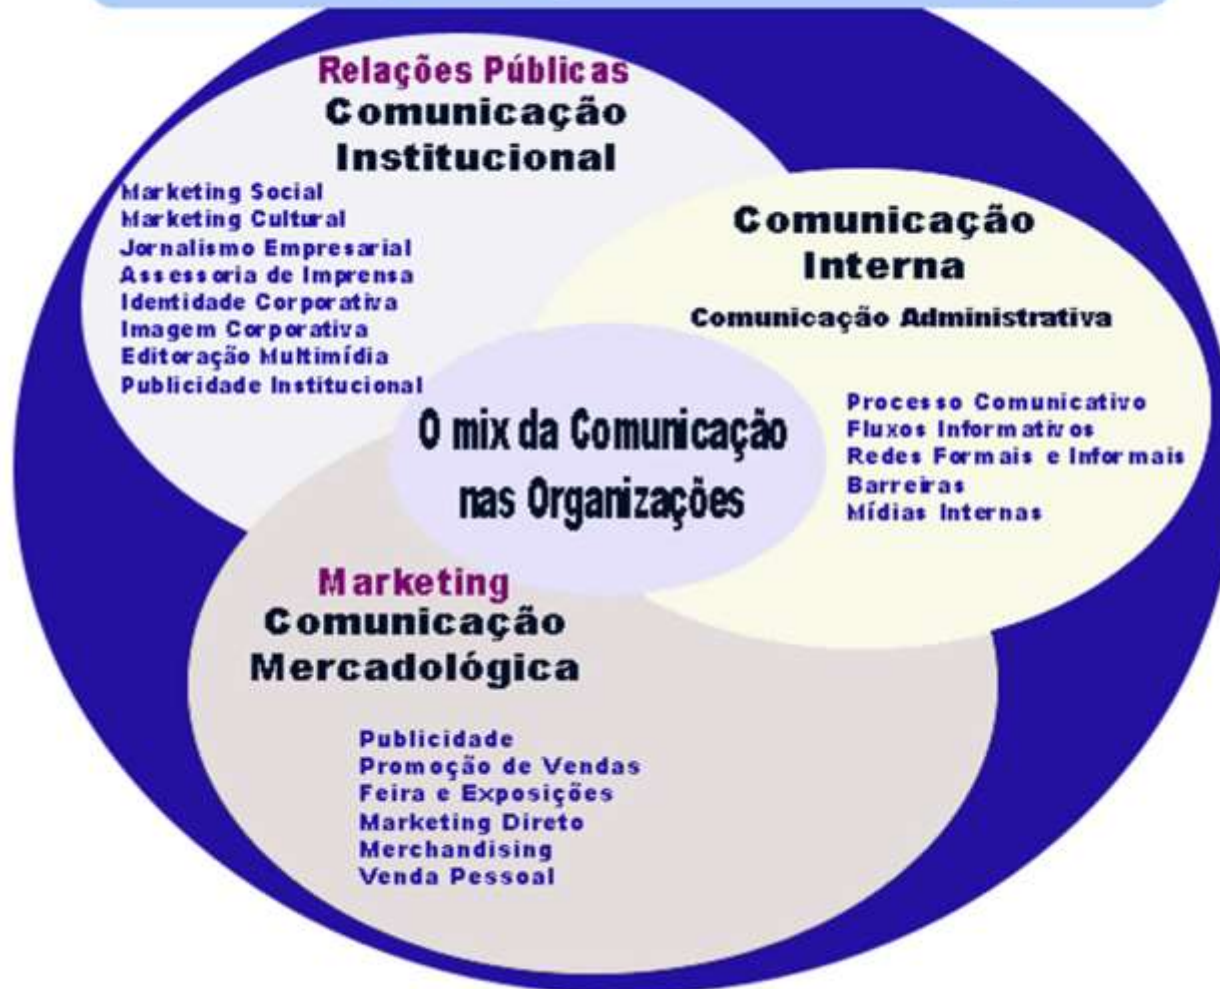 Relações Públicas
Comunicação
Institucional
Marketing Social
Marketing Cultural
Jornalismo Empresarial
Assessoria de Imprensa
Identidade Corporativa
Imagem Corporativa
Editoração Multimídia
Publicidade Institucional
Comunicação
Interna
Comunicação Administrativa
Processo Comunicativo
Fluxos Informativos
Redes Formais e Informais
Barreiras
Mídias Internas
O mix da Comunicação
nas Organizações
Marketing
Comunicação
Mercadológica
Publicidade
Promoção de Vendas
Feira e Exposições
Marketing Direto
Merchandising
Venda Pessoal